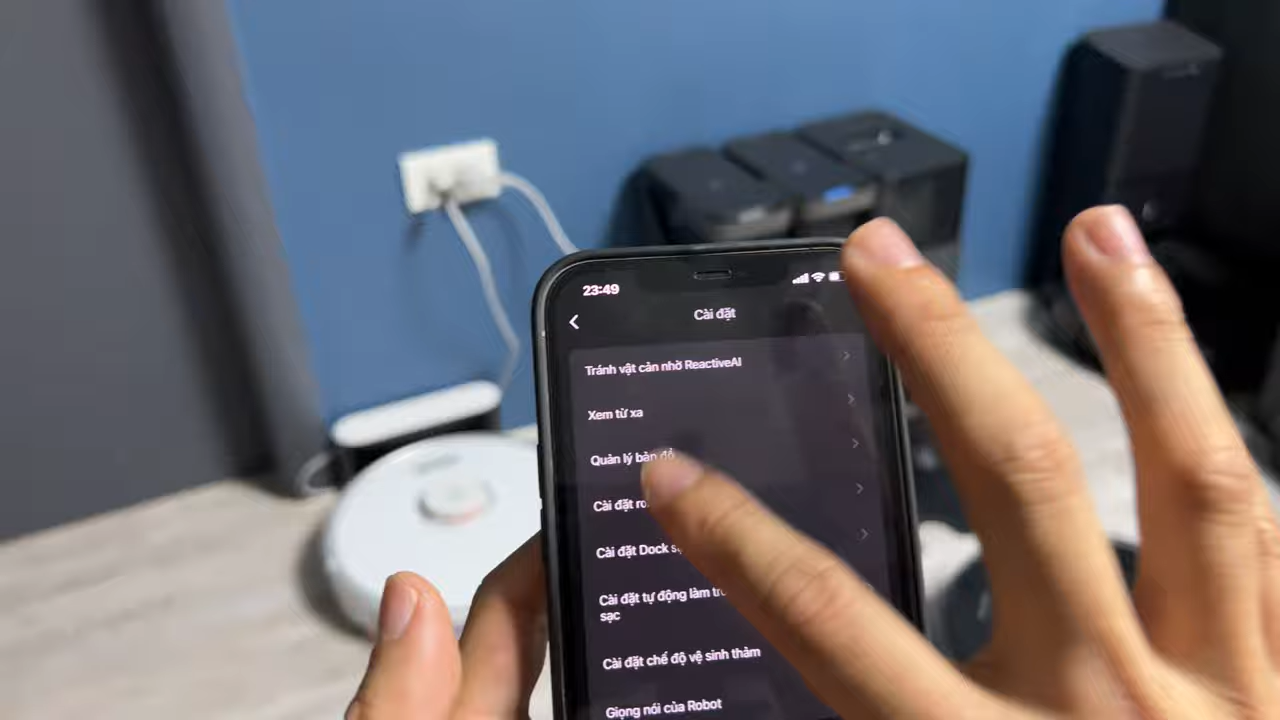 23:49
Cài đặt
Tránh vật cản nhờ ReactiveAI
Xem từ xa
Quản lý bản đồ
Cài đặt
Cài đặt Dock
Cài đặt tự động làm
sạc
Cài đặt chế độ vệ sinh thảm
Giọng nói của Robot